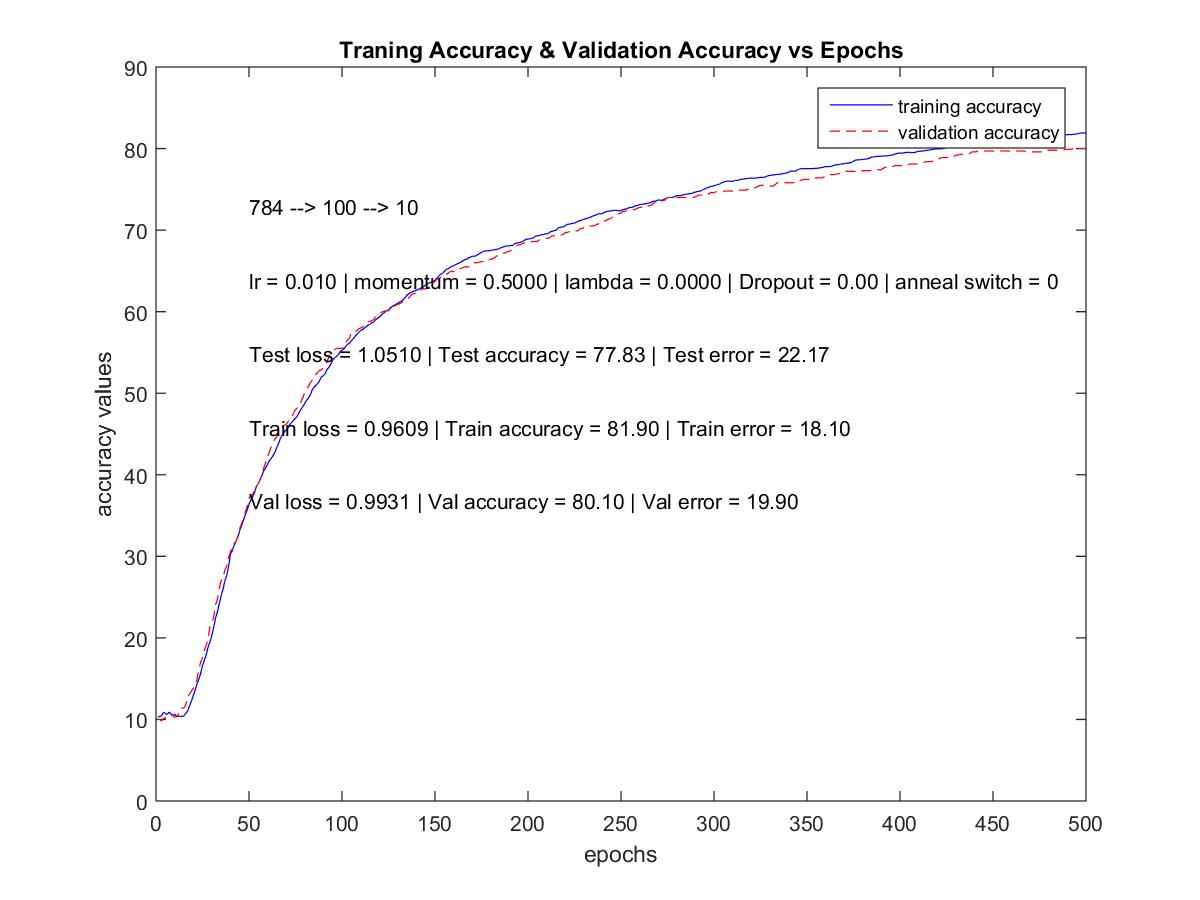 Traning Accuracy & Validation Accuracy vs Epochs
training accuracy
validation accuracy
90
80
70
60
50
40
30
20
10
0
accuracy values
784 --> 100 --> 10
lr = 0.010 | momentum = 0.5000 | lambda = 0.0000 | Dropout = 0.00 | anneal switch = 0
Test loss = 1.0510 | Test accuracy = 77.83 | Test error = 22.17
Train loss = 0.9609 | Train accuracy = 81.90 | Train error = 18.10
Val loss = 0.9931 | Val accuracy = 80.10 | Val error = 19.90
0 50 100 150 200 250 300 350 400 450 500
epochs